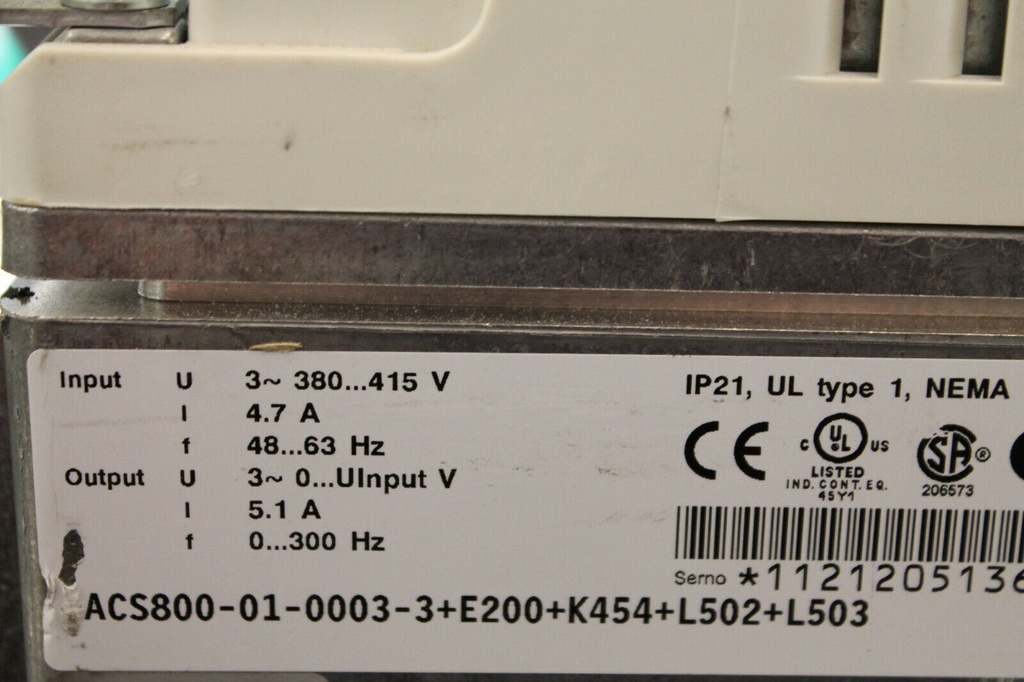 Input U 3~ 380...415 V
I 4.7 A
f 48...63 Hz
Output U 3~ 0...UInput V
I 5.1 A
f 0...300 Hz
ACS800-01-0003-3+E200+K454+L502+L503
IP21, UL type 1, NEMA
CE
C UL US
LISTED
IND. CONT. EQ.
45Y1
SA ®
206573
Serno *1121205136